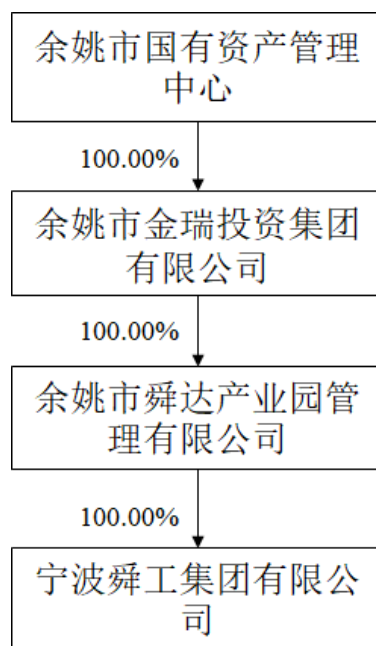 余姚市国有资产管理
中心
100.00%
余姚市金瑞投资集团
有限公司
100.00%
余姚市舜达产业园管
理有限公司
100.00%
宁波舜工集团有限公
司